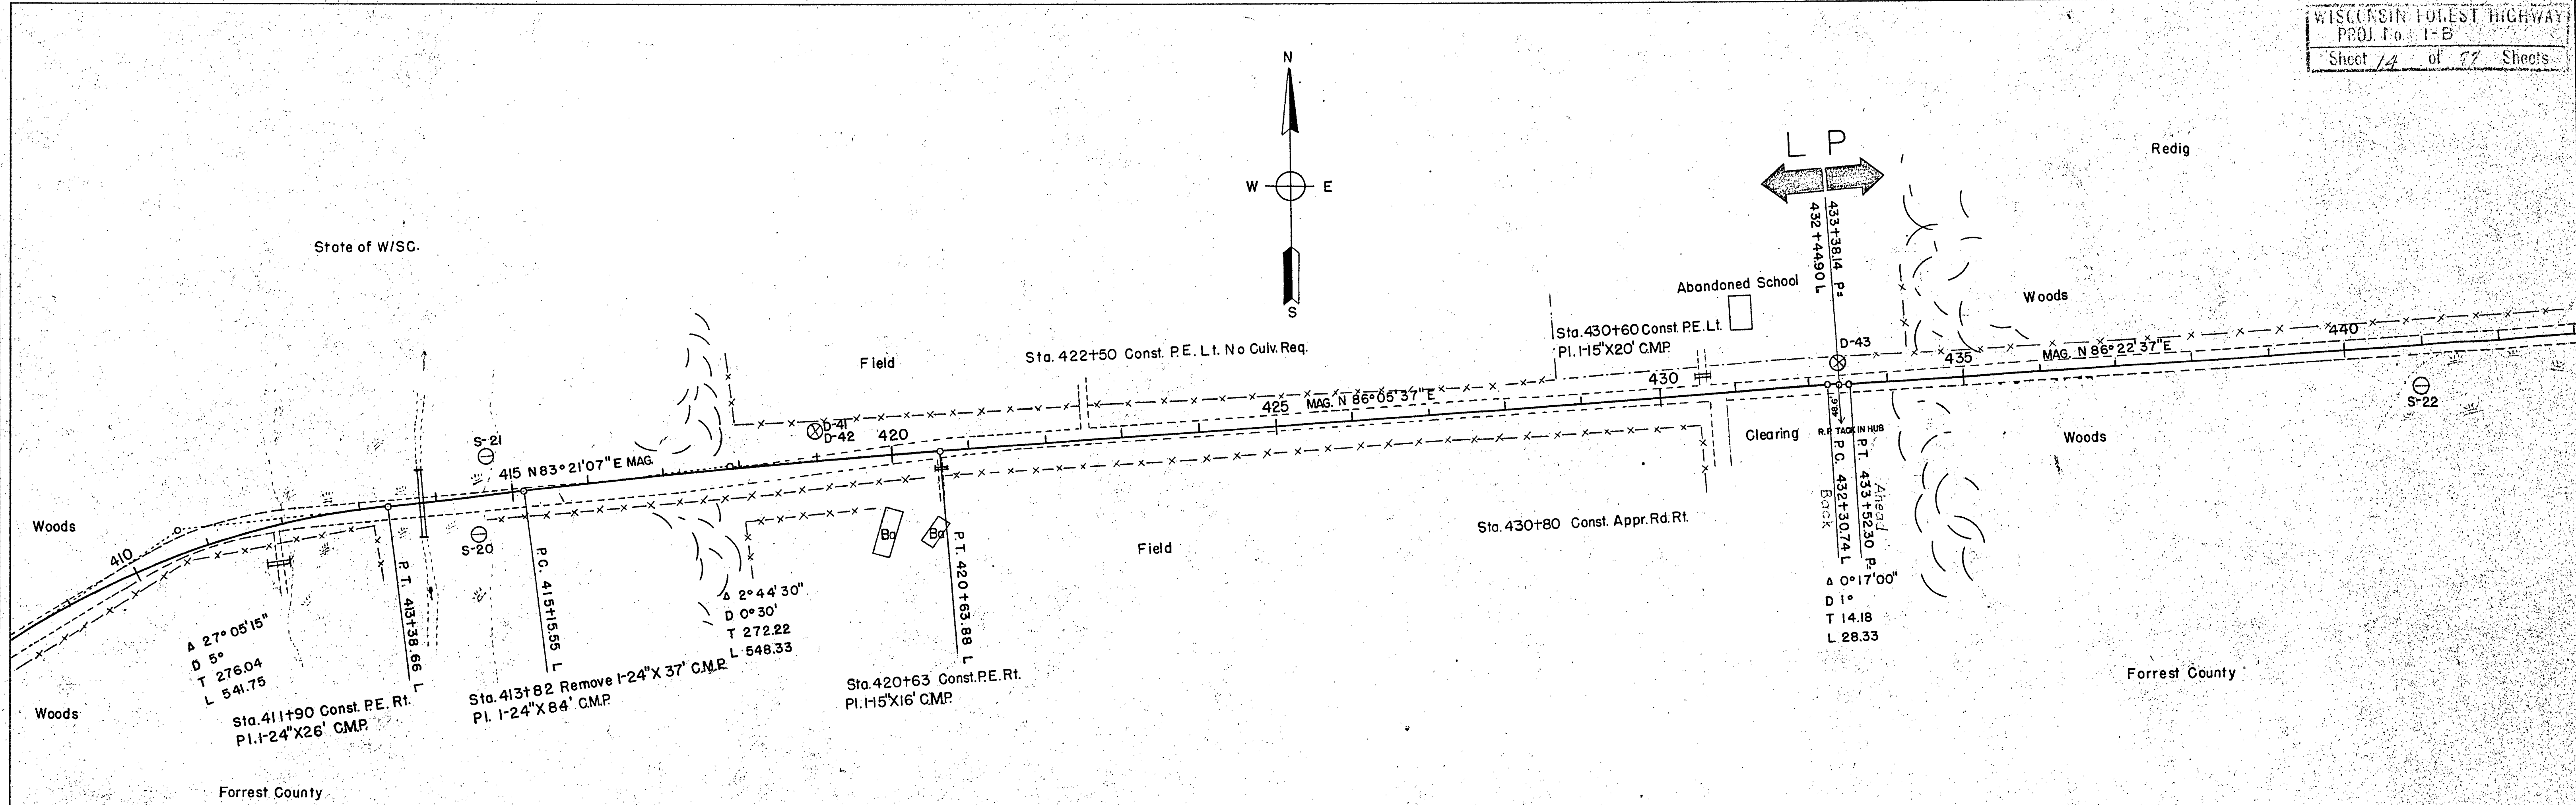 WISCONSIN FOREST HIGHWAY
PROJ. No. 1-B
Sheet 14 of Sheets
N
W E
S
L P
433+38.14 P=
432+44.90 L
Redig
State of WISC.
Abandoned School
Woods
Sta. 430+60 Const. P.E. Lt.
Pl. 1-15"X20' C.M.P.
Sta. 422+50 Const. P.E. Lt. No Culv. Req.
Field
D-43
440
435
MAG. N 86° 22' 37" E
430
425
MAG. N 86° 05' 37" E
S-22
D-41
D-42
420
S-21
415
N 83° 21' 07" E MAG.
Clearing
R.P. TACK IN HUB
Woods
P.C. 432+30.74 L
Back
P.T. 433+52.30 P=
Ahead
Δ 0° 17' 00"
D 1°
T 14.18
L 28.33
Woods
410
S-20
Ba
Ba
Field
Sta. 430+80 Const. Appr. Rd. Rt.
P.T. 413+38.66 L
P.C. 415+15.55 L
P.T. 420+63.88 L
Δ 27° 05' 15"
D 5°
T 276.04
L 541.75
Δ 2° 44' 30"
D 0° 30'
T 272.22
L 548.33
Woods
Sta. 411+90 Const. P.E. Rt.
Pl. 1-24"X26' C.M.P.
Sta. 413+82 Remove 1-24"X 37' C.M.P.
Pl. 1-24"X 84' C.M.P.
Sta. 420+63 Const. P.E. Rt.
Pl. 1-15"X16' C.M.P.
Forrest County
Forrest County